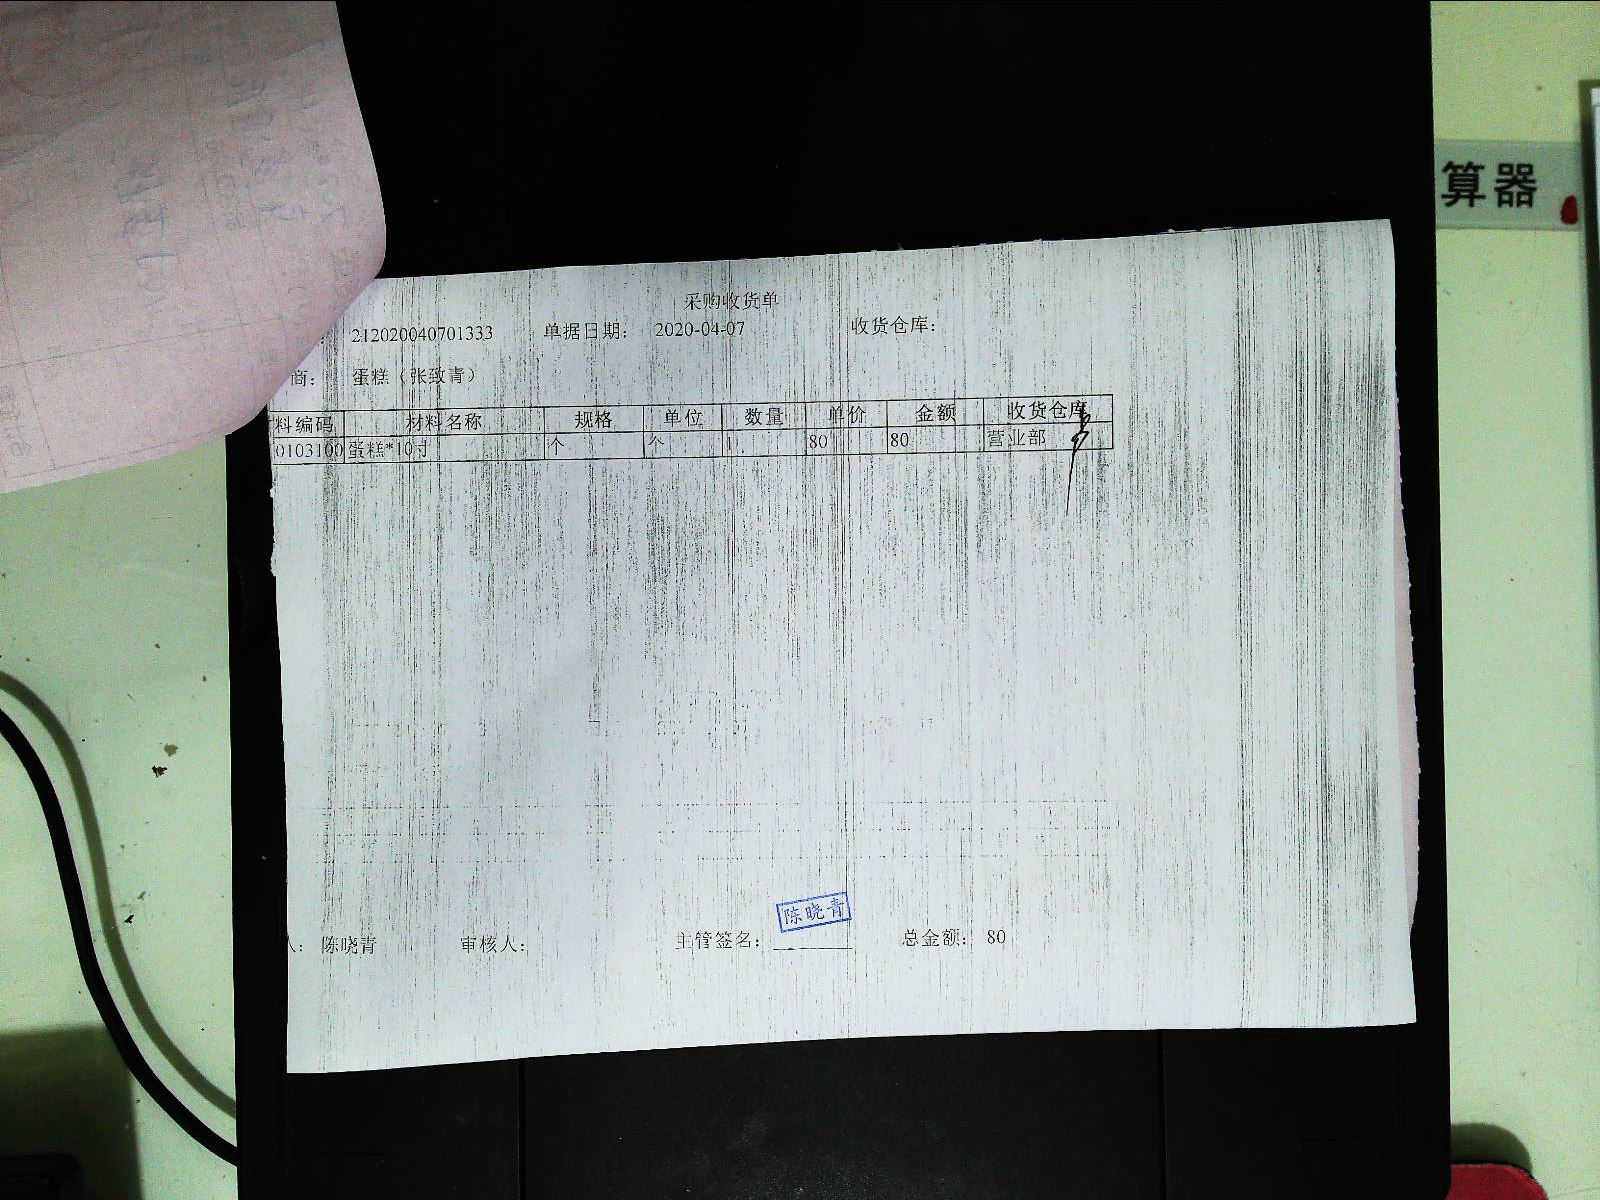 算器
采购收货单
212020040701333 单据日期： 2020-04-07 收货仓库：
商： 蛋糕（张致青）
料编码 材料名称 规格 单位 数量 单价 金额 收货仓库
0103100 蛋糕*10寸 个 个 1 80 80 营业部
陈晓青
人： 陈晓青 审核人： 主管签名： 总金额： 80